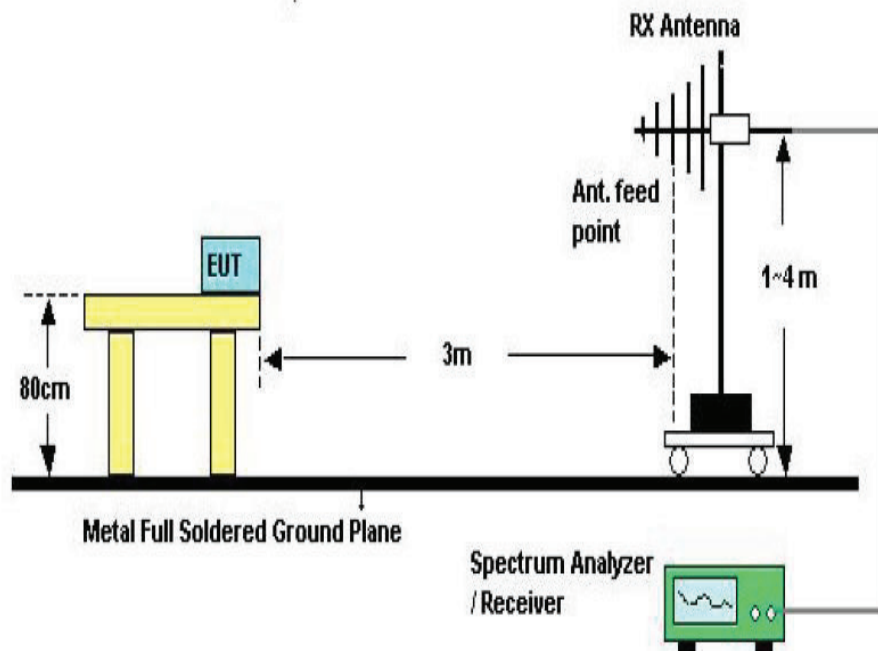 RX Antenna
Ant. feed
point
EUT
1~4 m
3m
80cm
Metal Full Soldered Ground Plane
Spectrum Analyzer
/ Receiver